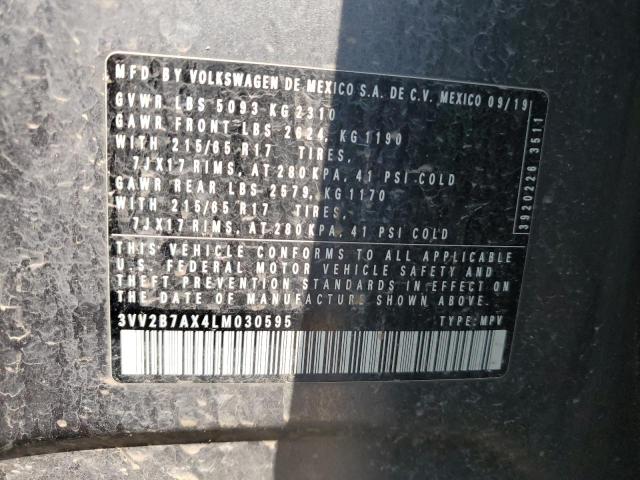 MFD BY VOLKSWAGEN DE MEXICO S.A. DE C.V. MEXICO 09/19
GVWR LBS 5093 KG 2310
GAWR FRONT LBS 2624, KG 1190
WITH 215/65 R17 TIRES,
7JX17 RIMS, AT 280 KPA, 41 PSI COLD
GAWR REAR LBS 2579, KG 1170
WITH 215/65 R17 TIRES,
7JX17 RIMS, AT 280 KPA, 41 PSI COLD
THIS VEHICLE CONFORMS TO ALL APPLICABLE
U.S. FEDERAL MOTOR VEHICLE SAFETY AND
THEFT PREVENTION STANDARDS IN EFFECT ON
THE DATE OF MANUFACTURE SHOWN ABOVE.
3VV2B7AX4LM030595 TYPE: MPV
3920226 3511